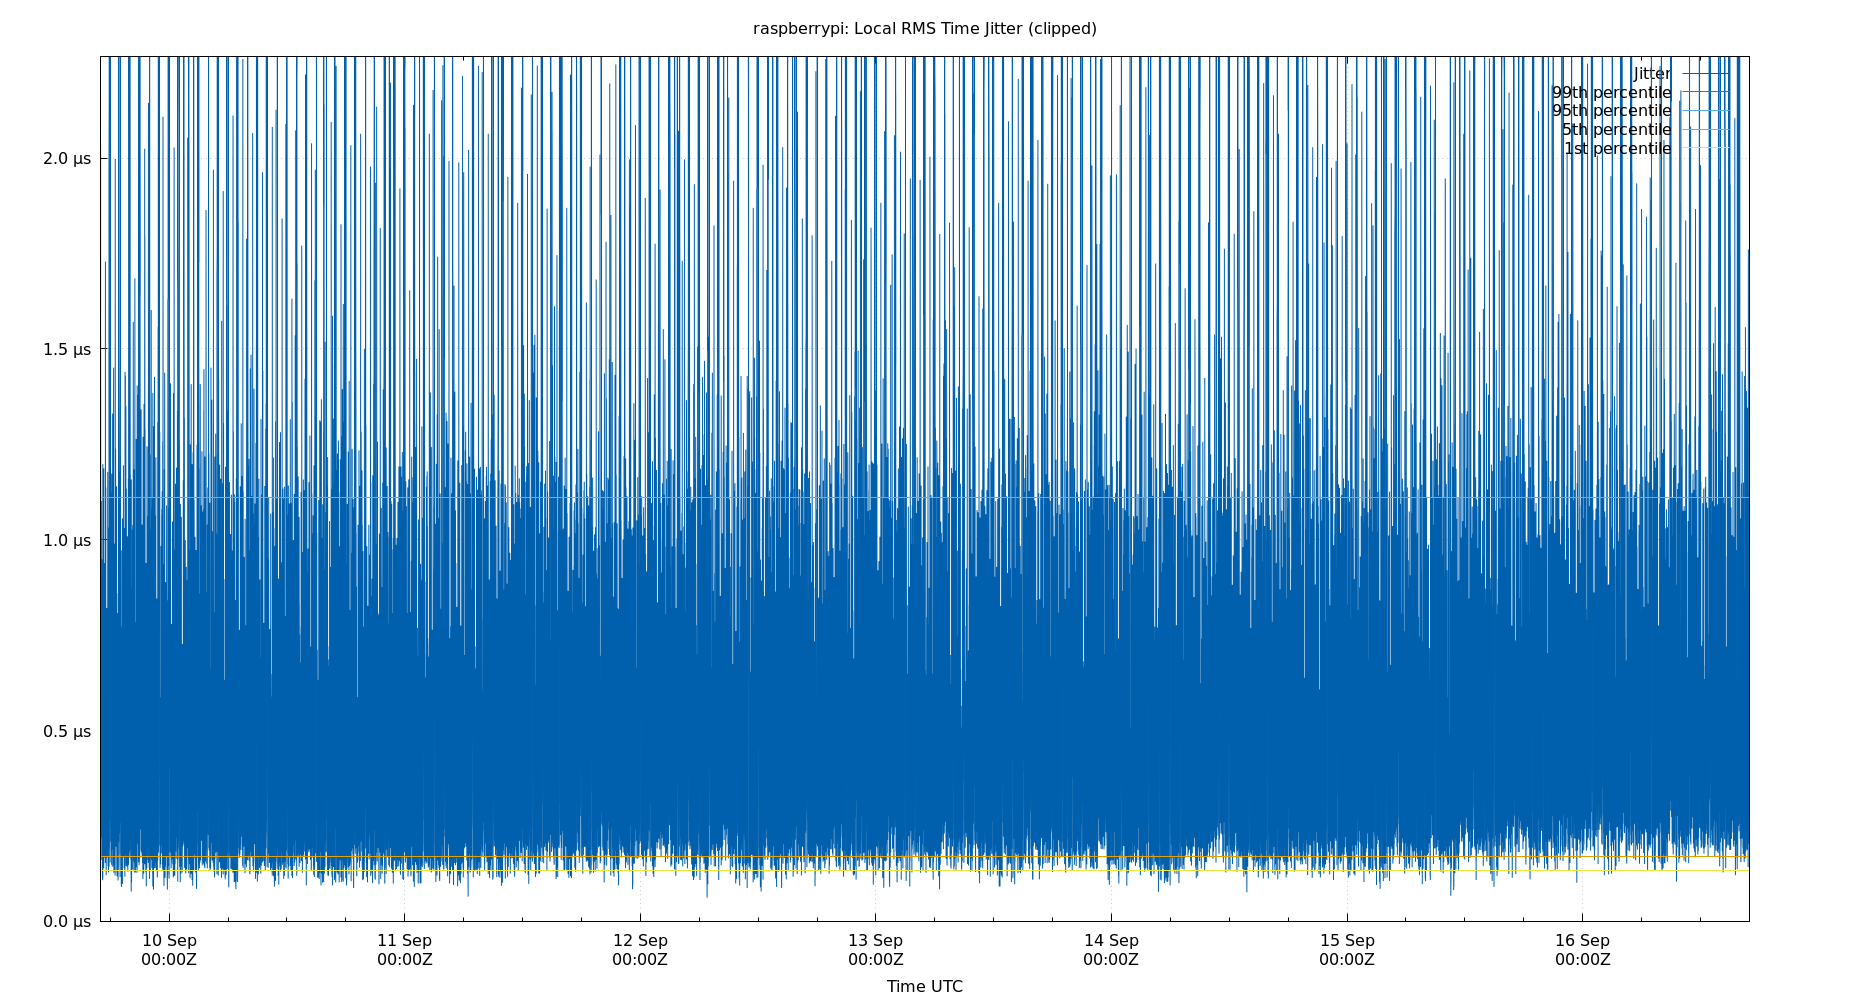 raspberrypi: Local RMS Time Jitter (clipped)
Jitter
99th percentile
95th percentile
5th percentile
1st percentile
2.0 µs
1.5 µs
1.0 µs
0.5 µs
0.0 µs
10 Sep 11 Sep 12 Sep 13 Sep 14 Sep 15 Sep 16 Sep
00:00Z 00:00Z 00:00Z 00:00Z 00:00Z 00:00Z 00:00Z
Time UTC